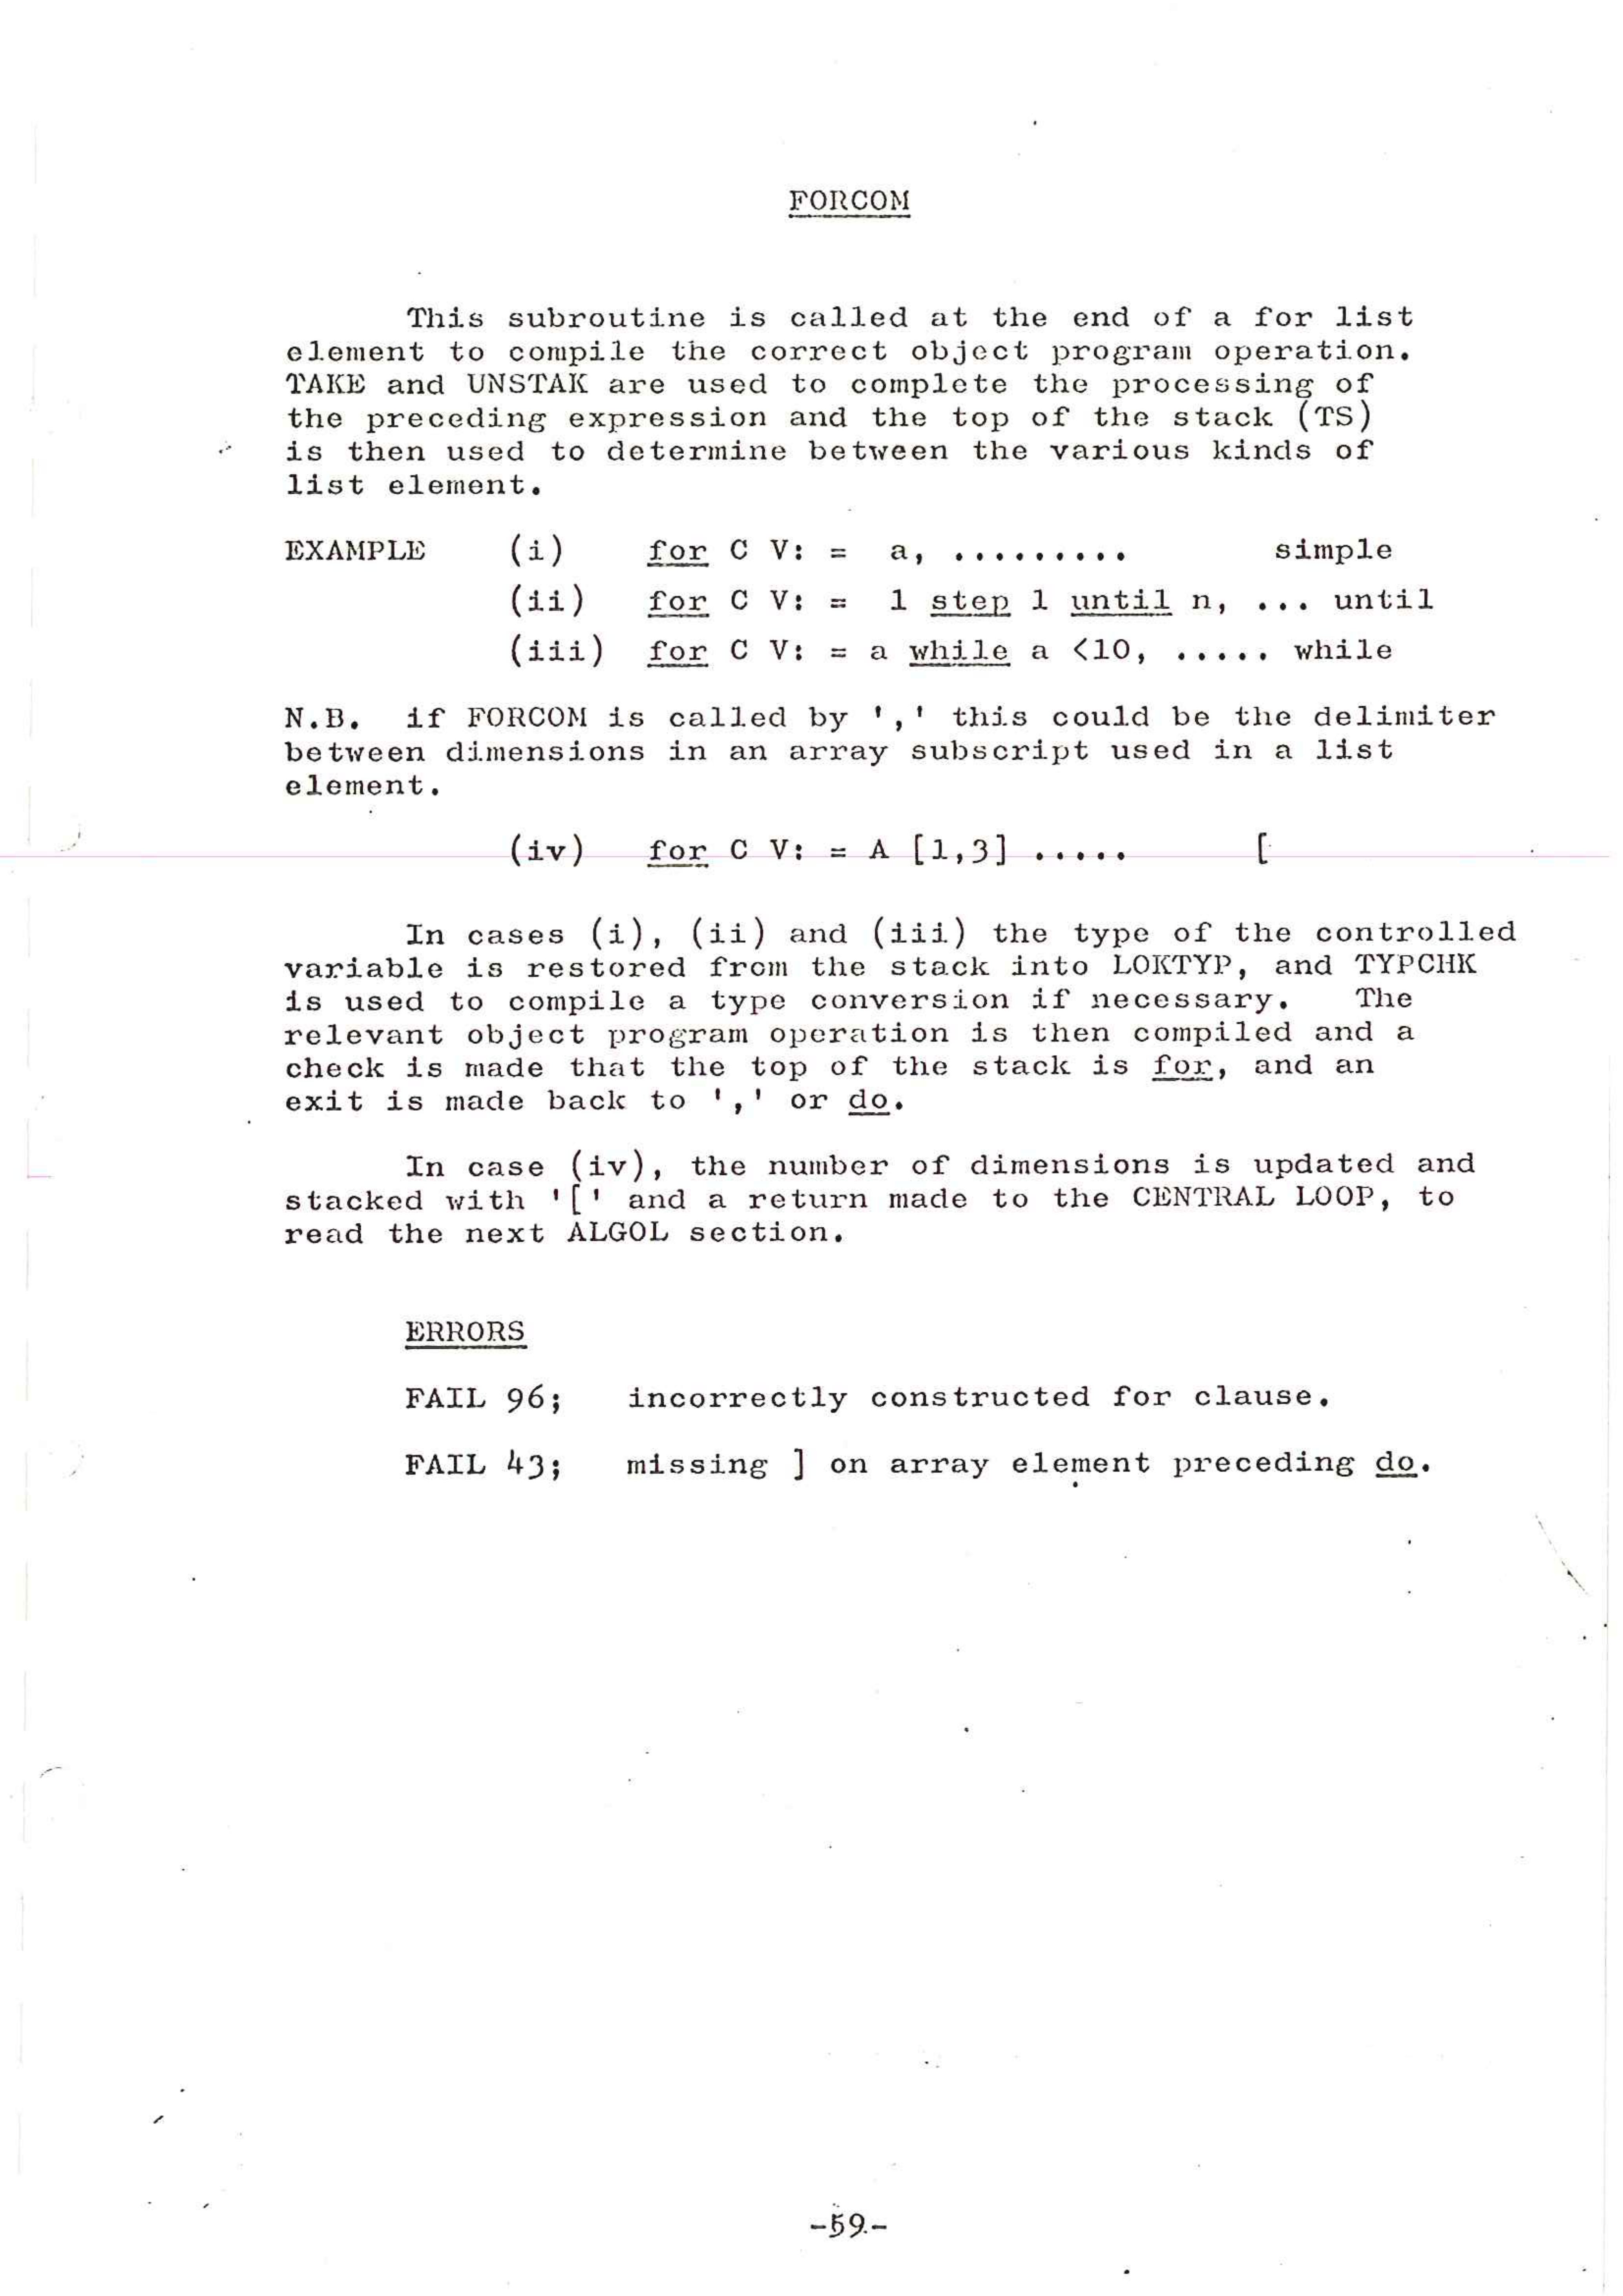 FORCOM
This subroutine is called at the end of a for list
element to compile the correct object program operation.
TAKE and UNSTAK are used to complete the processing of
the preceding expression and the top of the stack (TS)
is then used to determine between the various kinds of
list element.
EXAMPLE (i) for C V: = a, ......... simple
(ii) for C V: = 1 step 1 until n, ... until
(iii) for C V: = a while a <10, ..... while
N.B. if FORCOM is called by ',' this could be the delimiter
between dimensions in an array subscript used in a list
element.
(iv) for C V: = A [1,3] ..... [
In cases (i), (ii) and (iii) the type of the controlled
variable is restored from the stack into LOKTYP, and TYPCHK
is used to compile a type conversion if necessary. The
relevant object program operation is then compiled and a
check is made that the top of the stack is for, and an
exit is made back to ',' or do.
In case (iv), the number of dimensions is updated and
stacked with '[' and a return made to the CENTRAL LOOP, to
read the next ALGOL section.
ERRORS
FAIL 96; incorrectly constructed for clause.
FAIL 43; missing ] on array element preceding do.
-59-